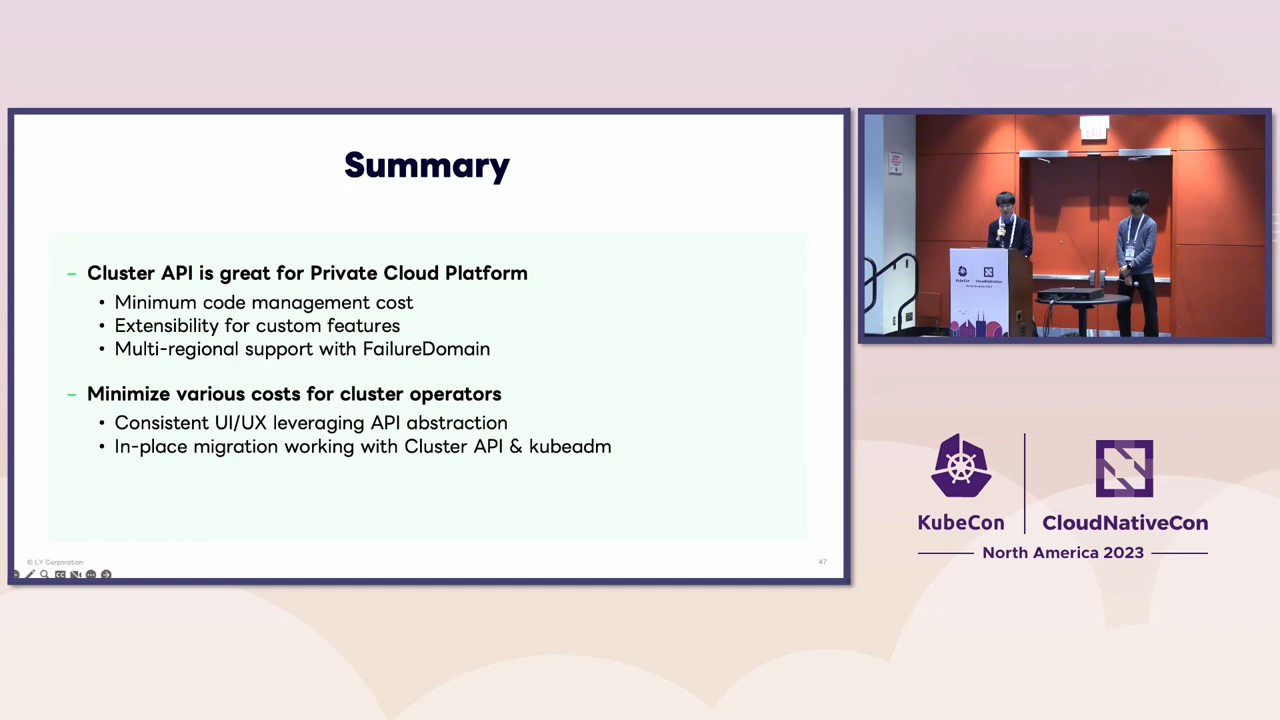 Summary
– Cluster API is great for Private Cloud Platform
• Minimum code management cost
• Extensibility for custom features
• Multi-regional support with FailureDomain
– Minimize various costs for cluster operators
• Consistent UI/UX leveraging API abstraction
• In-place migration working with Cluster API & kubeadm
© LY Corporation
47
KubeCon
CloudNativeCon
North America 2023